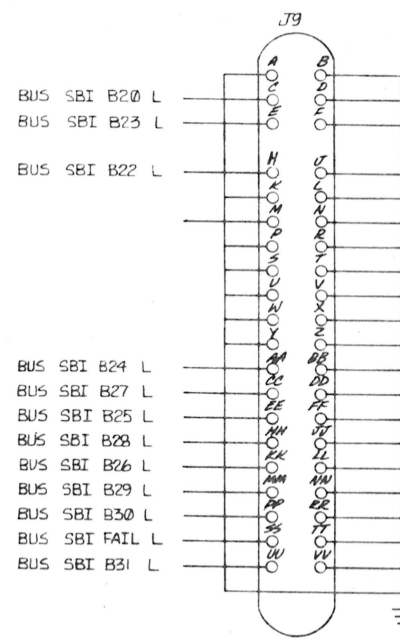 J9
A B
BUS SBI B20 L C D
BUS SBI B23 L E F
BUS SBI B22 L H J
K L
M N
P R
S T
U V
W X
Y Z
BUS SBI B24 L AA BB
BUS SBI B27 L CC DD
BUS SBI B25 L EE FF
BUS SBI B28 L HH JJ
BUS SBI B26 L KK LL
BUS SBI B29 L MM NN
BUS SBI B30 L PP RR
BUS SBI FAIL L SS TT
BUS SBI B31 L UU VV